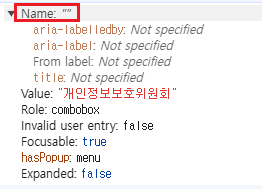 ▼ Name: ""
aria-labelledby: Not specified
aria-label: Not specified
From label: Not specified
title: Not specified
Value: "개인정보보호위원회"
Role: combobox
Invalid user entry: false
Focusable: true
hasPopup: menu
Expanded: false